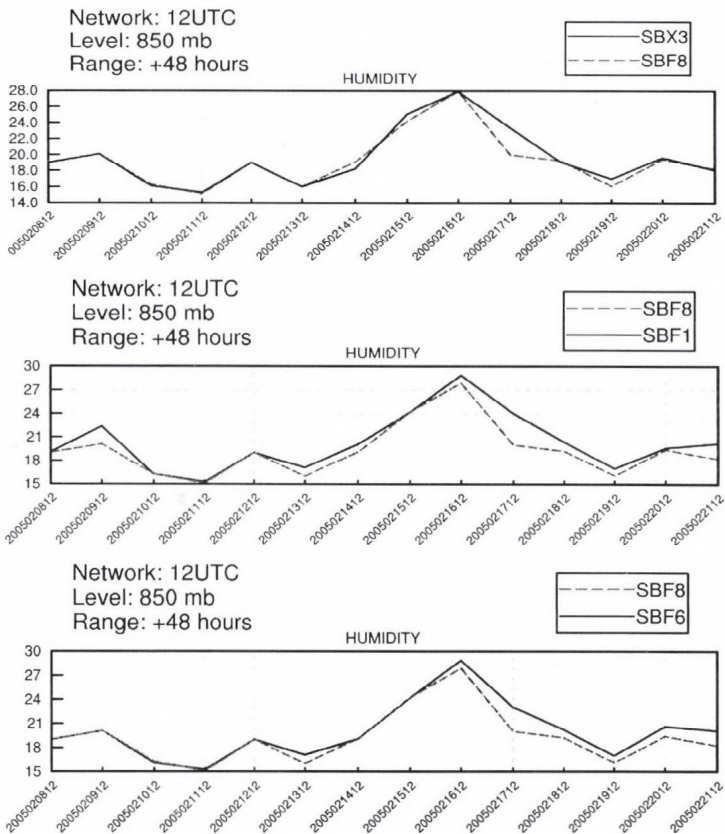 Network: 12UTC
Level: 850 mb
Range: +48 hours
SBX3
SBF8
HUMIDITY
28.0
26.0
24.0
22.0
20.0
18.0
16.0
14.0
005020812 2005020912 2005021012 2005021112 2005021212 2005021312 2005021412 2005021512 2005021612 2005021712 2005021812 2005021912 2005022012 2005022112
Network: 12UTC
Level: 850 mb
Range: +48 hours
SBF8
SBF1
HUMIDITY
30
27
24
21
18
15
2005020812 2005020912 2005021012 2005021112 2005021212 2005021312 2005021412 2005021512 2005021612 2005021712 2005021812 2005021912 2005022012 2005022112
Network: 12UTC
Level: 850 mb
Range: +48 hours
SBF8
SBF6
HUMIDITY
30
27
24
21
18
15
2005020812 2005020912 2005021012 2005021112 2005021212 2005021312 2005021412 2005021512 2005021612 2005021712 2005021812 2005021912 2005022012 2005022112